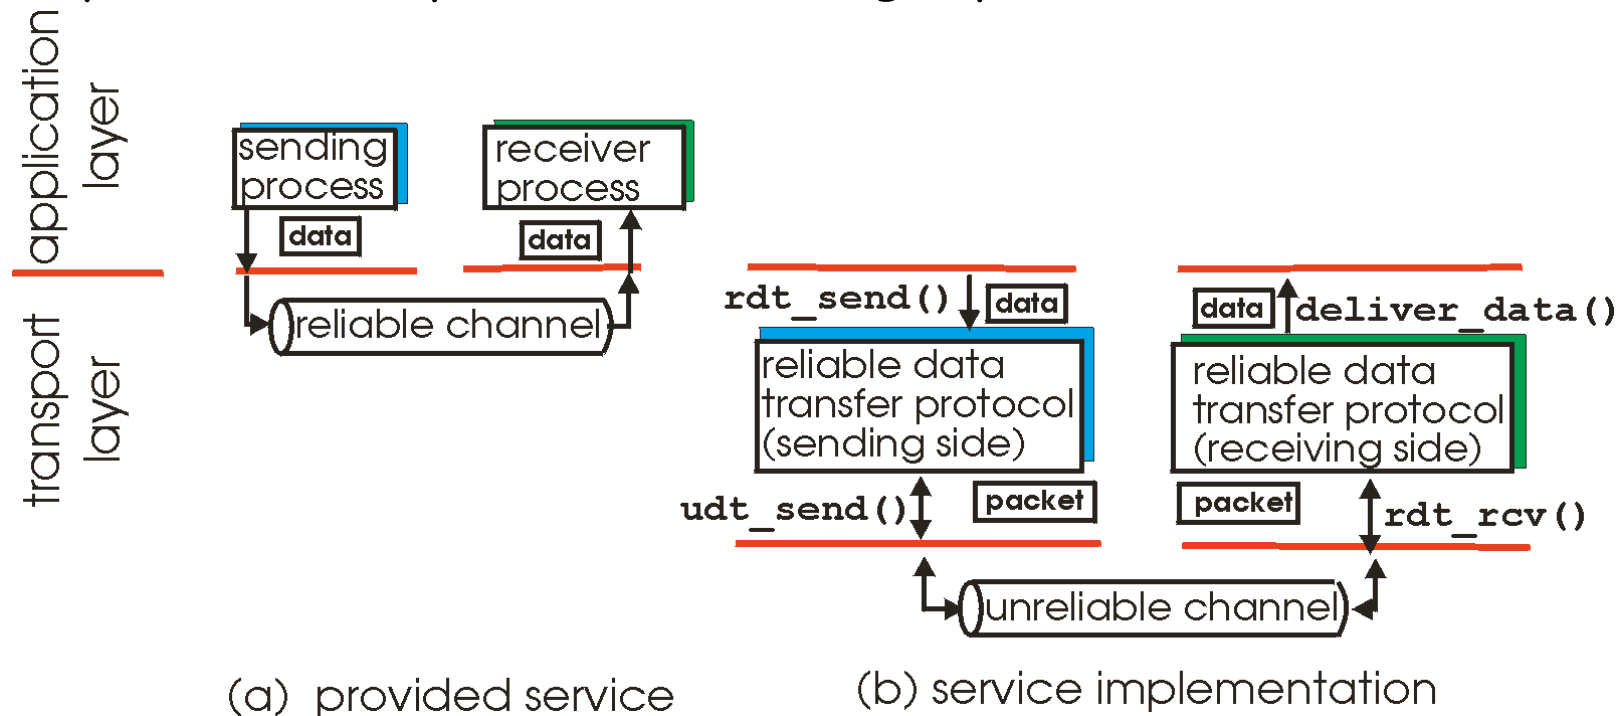 application
layer
transport
layer
sending
process
receiver
process
data
data
reliable channel
(a) provided service
rdt_send()
data
data
deliver_data()
reliable data
transfer protocol
(sending side)
reliable data
transfer protocol
(receiving side)
udt_send()
packet
packet
rdt_rcv()
unreliable channel
(b) service implementation